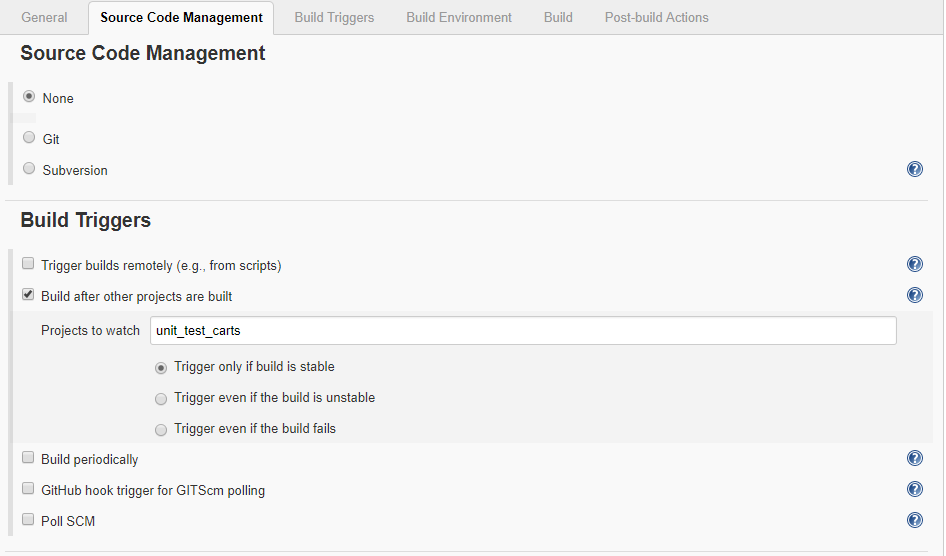 General Source Code Management Build Triggers Build Environment Build Post-build Actions
Source Code Management
None
Git
Subversion
Build Triggers
Trigger builds remotely (e.g., from scripts)
Build after other projects are built
Projects to watch unit_test_carts
Trigger only if build is stable
Trigger even if the build is unstable
Trigger even if the build fails
Build periodically
GitHub hook trigger for GITScm polling
Poll SCM